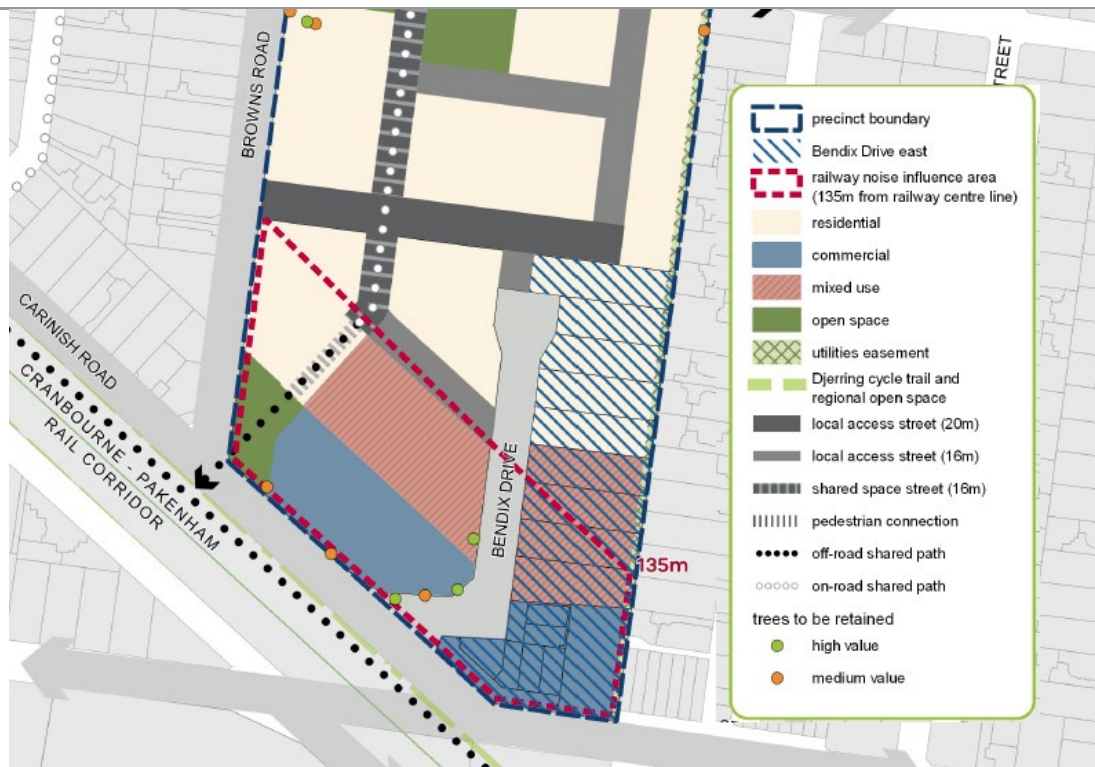 BROWNS ROAD
STREET
CARINISH ROAD
CRANBOURNE - PAKENHAM
RAIL CORRIDOR
BENDIX DRIVE
135m
precinct boundary
Bendix Drive east
railway noise influence area
(135m from railway centre line)
residential
commercial
mixed use
open space
utilities easement
Djerring cycle trail and
regional open space
local access street (20m)
local access street (16m)
shared space street (16m)
pedestrian connection
off-road shared path
on-road shared path
trees to be retained
high value
medium value